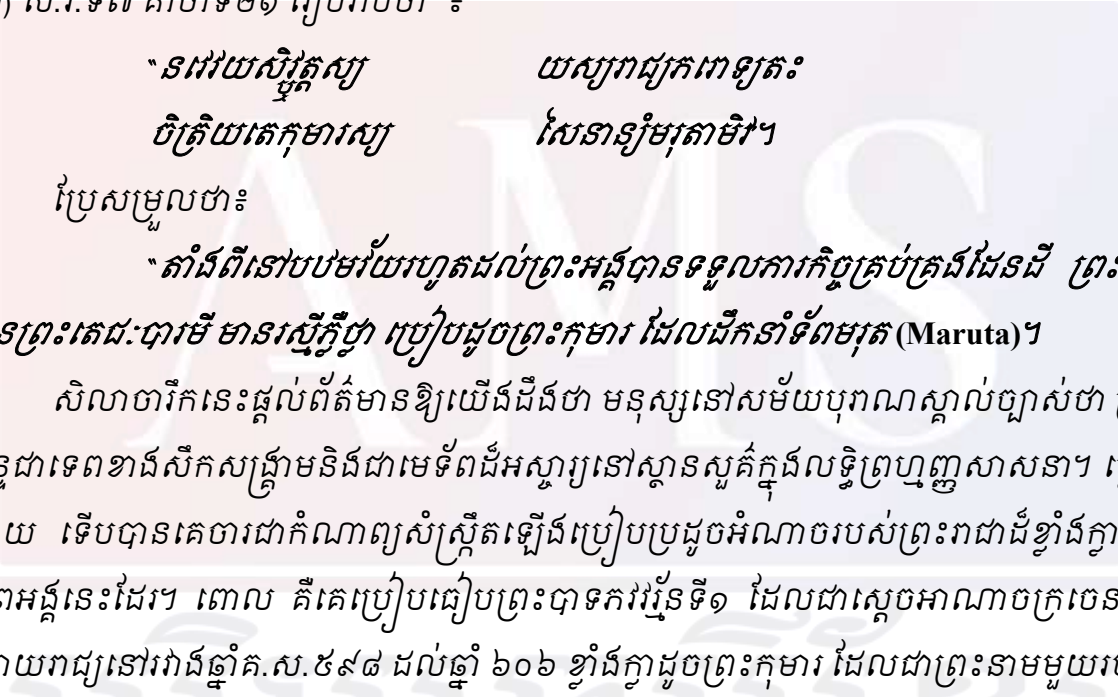 ស.វ.ទី៧ គាថាទី២១ រៀបរាប់ថា ៖
“នវេវយសិ្ឋវ្ឫត្តស្យ យស្យរាជ្យករោទ្យតះ
ចិត្រិយតេកុមារស្យ សៃនាន្យំមរុតាមិវ។
ប្រែសម្រួលថា៖
“តាំងពីនៅបឋមវ័យរហូតដល់ព្រះអង្គបានទទួលភារកិច្ចគ្រប់គ្រងដែនដី ព្រះ
នព្រះតេជៈបារមី មានរស្មីភ្លឺថ្លា ប្រៀបដូចព្រះកុមារ ដែលដឹកនាំទ័ពមរុត (Maruta)។
សិលាចារឹកនេះផ្តល់ព័ត៌មានឱ្យយើងដឹងថា មនុស្សនៅសម័យបុរាណស្គាល់ច្បាស់ថា
ន្ទជាទេពខាងសឹកសង្គ្រាមនិងជាមេទ័ពដ៏អស្ចារ្យនៅស្ថានសួគ៌ក្នុងលទ្ធិព្រហ្មញ្ញសាសនា។
យ ទើបបានគេចារជាកំណាព្យសំស្ក្រឹតឡើងប្រៀបប្រដូចអំណាចរបស់ព្រះរាជាដ៏ខ្លាំងក្លា
ពអង្គនេះដែរ។ ពោល គឺគេប្រៀបធៀបព្រះបាទភវវរ្ម័នទី១ ដែលជាស្តេចអាណាចក្រចេន
យរាជ្យនៅរវាងឆ្នាំគ.ស.៥៩៨ ដល់ឆ្នាំ ៦០៦ ខ្លាំងក្លាដូចព្រះកុមារ ដែលជាព្រះនាមមួយរ